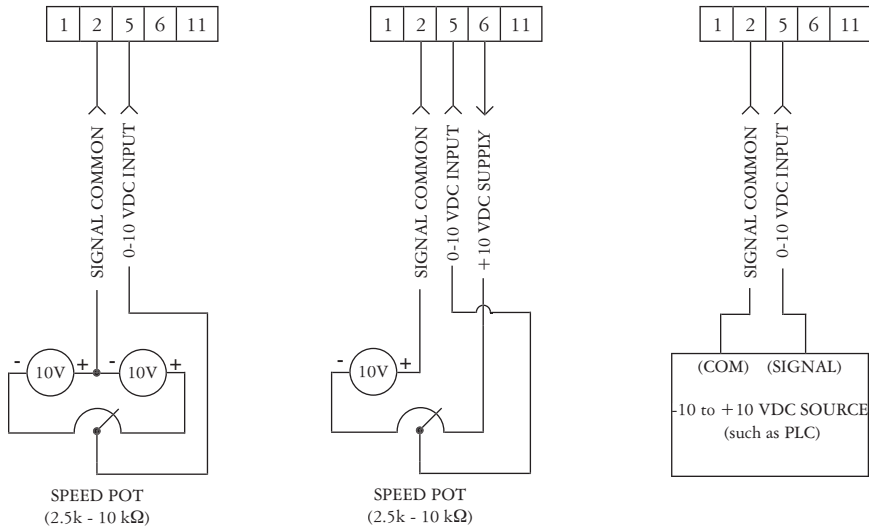 1 2 5 6 11
SIGNAL COMMON
0-10 VDC INPUT
- 10V + - 10V +
SPEED POT
(2.5k - 10 kΩ)
1 2 5 6 11
SIGNAL COMMON
0-10 VDC INPUT
+10 VDC SUPPLY
- 10V +
SPEED POT
(2.5k - 10 kΩ)
1 2 5 6 11
SIGNAL COMMON
0-10 VDC INPUT
(COM) (SIGNAL)
-10 to +10 VDC SOURCE
(such as PLC)